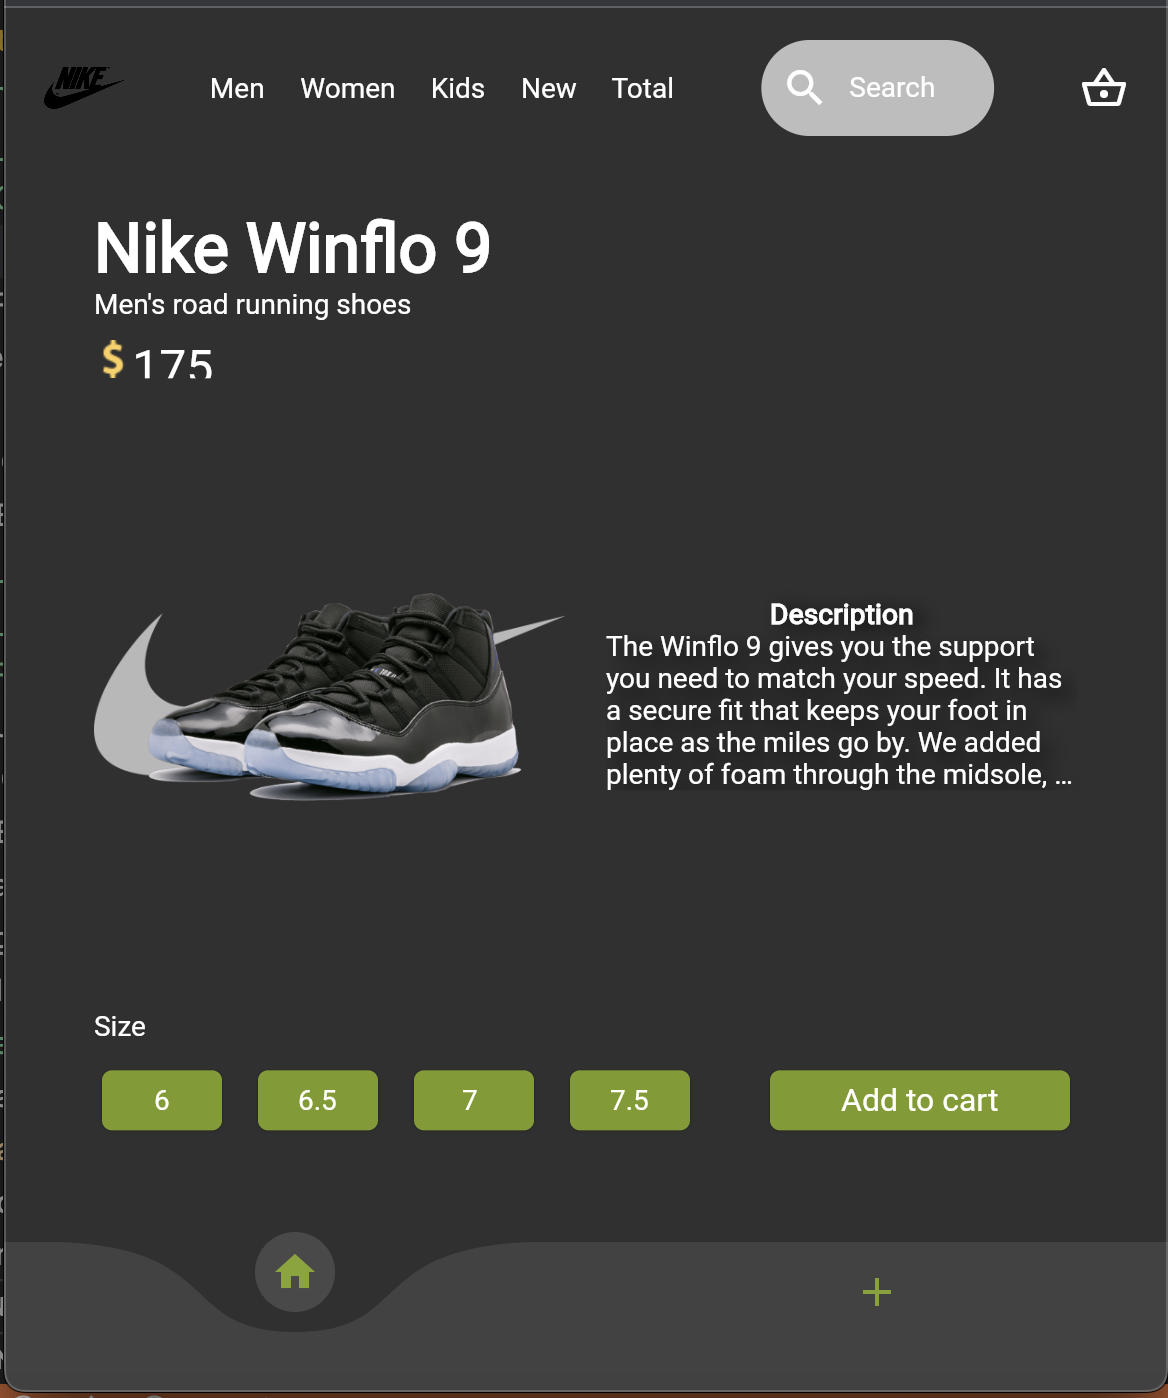 NIKE
Men Women Kids New Total Search
Nike Winflo 9
Men's road running shoes
$ 175
Description
The Winflo 9 gives you the support
you need to match your speed. It has
a secure fit that keeps your foot in
place as the miles go by. We added
plenty of foam through the midsole, ...
Size
6 6.5 7 7.5 Add to cart